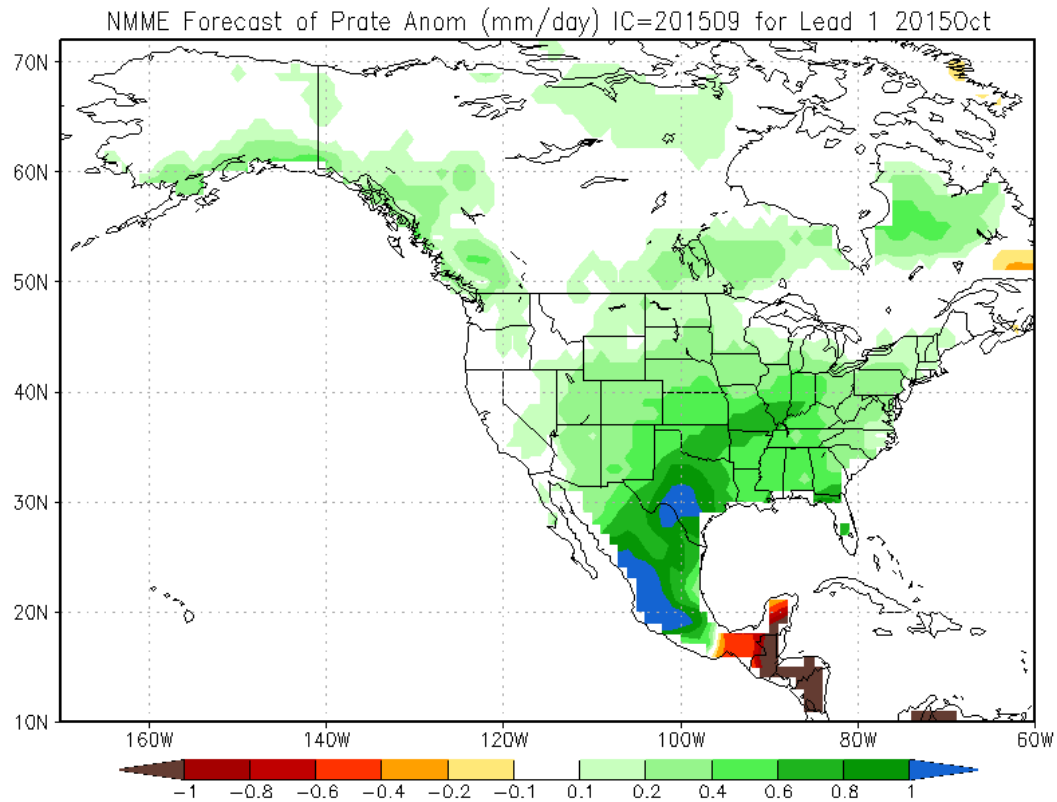 NMME Forecast of Prate Anom (mm/day) IC=201509 for Lead 1 2015Oct
70N
60N
50N
40N
30N
20N
10N
160W 140W 120W 100W 80W 60W
-1 -0.8 -0.6 -0.4 -0.2 -0.1 0.1 0.2 0.4 0.6 0.8 1